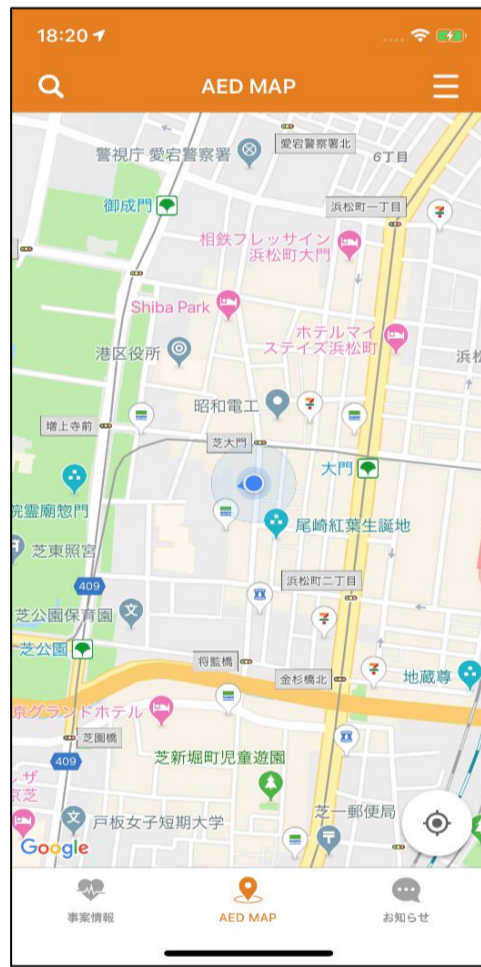 18:20
AED MAP
愛宕警察署北
警視庁 愛宕警察署
6丁目
御成門
浜松町一丁目
相鉄フレッサイン
浜松町大門
Shiba Park
ホテルマイ
ステイズ浜松町
港区役所
浜松
昭和電工
増上寺前
芝大門
大門
院霊廟惣門
尾崎紅葉生誕地
芝東照宮
浜松町二丁目
409
芝公園保育園
芝公園
将監橋
金杉橋北
地蔵尊
京グランドホテル
芝園橋
409
芝新堀町児童遊園
ザ
京芝
芝一郵便局
戸板女子短期大学
Google
事案情報
AED MAP
お知らせ